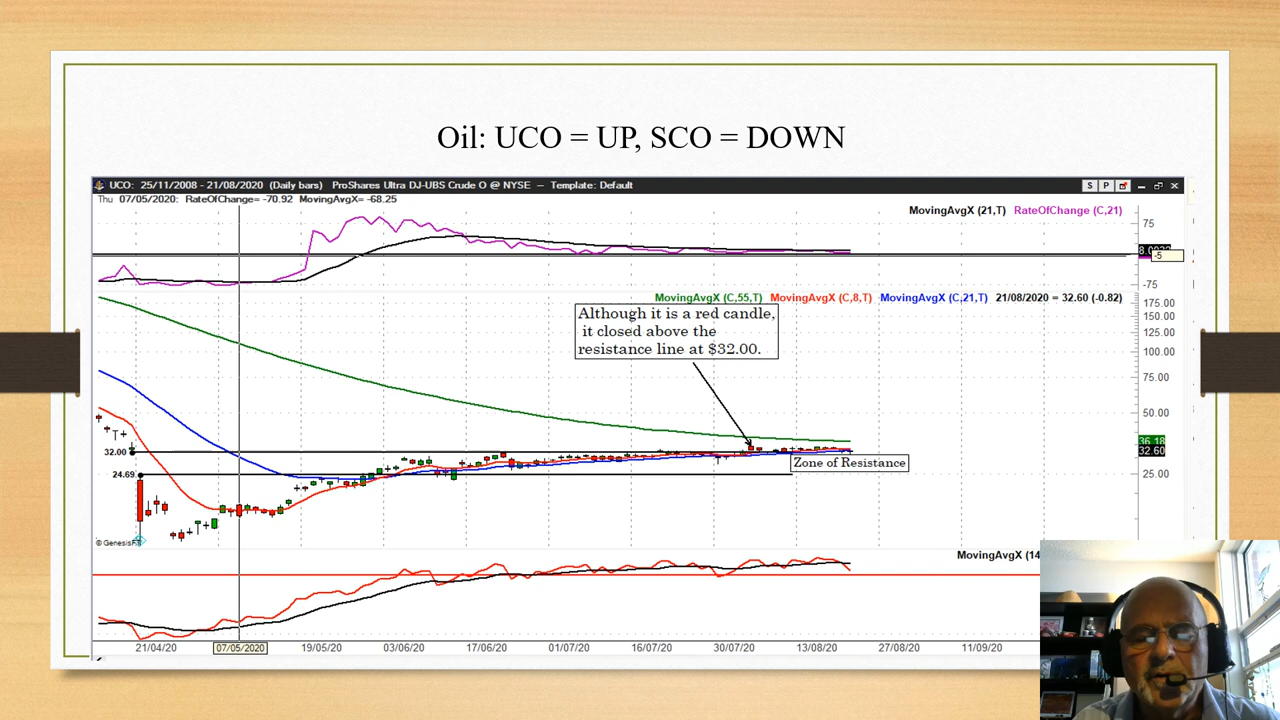 Oil: UCO = UP, SCO = DOWN
UCO: 25/11/2008 - 21/08/2020 (Daily bars) ProShares Ultra DJ-UBS Crude O @ NYSE — Template: Default
S P
Thu 07/05/2020: RateOfChange= -70.92 MovingAvgX= -68.25
MovingAvgX (21,T) RateOfChange (C,21)
75
-5
-75
MovingAvgX (C,55,T) MovingAvgX (C,8,T) MovingAvgX (C,21,T) 21/08/2020 = 32.60 (-0.82)
Although it is a red candle,
it closed above the
resistance line at $32.00.
175.00
150.00
125.00
100.00
75.00
50.00
36.18
32.60
32.00
Zone of Resistance
24.69
25.00
© GenesisFT
MovingAvgX (14
21/04/20 07/05/2020 19/05/20 03/06/20 17/06/20 01/07/20 16/07/20 30/07/20 13/08/20 27/08/20 11/09/20